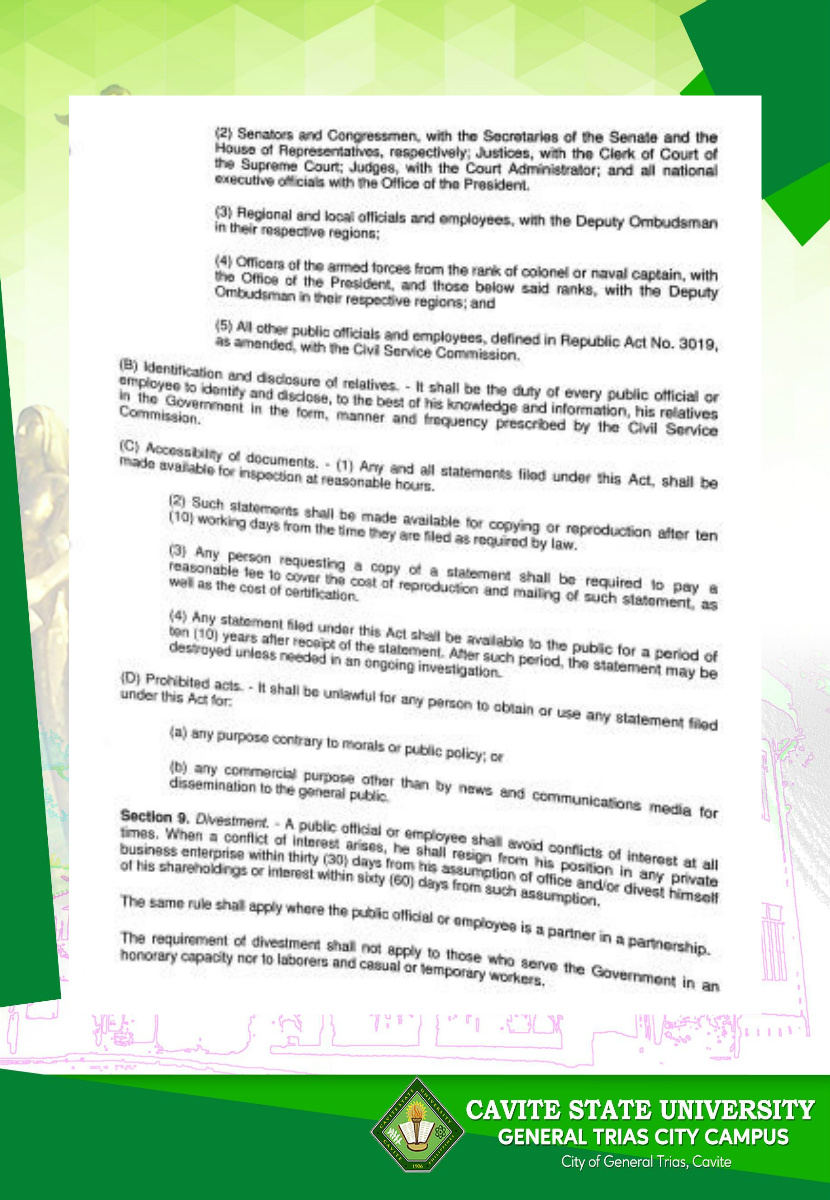 (2) Senators and Congressmen, with the Secretaries of the Senate and the
House of Representatives, respectively; Justices, with the Clerk of Court of
the Supreme Court; Judges, with the Court Administrator; and all national
executive officials with the Office of the President.
(3) Regional and local officials and employees, with the Deputy Ombudsman
in their respective regions;
(4) Officers of the armed forces from the rank of colonel or naval captain, with
the Office of the President, and those below said ranks, with the Deputy
Ombudsman in their respective regions; and
(5) All other public officials and employees, defined in Republic Act No. 3019,
as amended, with the Civil Service Commission.
(B) Identification and disclosure of relatives. - It shall be the duty of every public official or
employee to identify and disclose, to the best of his knowledge and information, his relatives
in the Government in the form, manner and frequency prescribed by the Civil Service
Commission.
(C) Accessibility of documents. - (1) Any and all statements filed under this Act, shall be
made available for inspection at reasonable hours.
(2) Such statements shall be made available for copying or reproduction after ten
(10) working days from the time they are filed as required by law.
(3) Any person requesting a copy of a statement shall be required to pay a
reasonable fee to cover the cost of reproduction and mailing of such statement, as
well as the cost of certification.
(4) Any statement filed under this Act shall be available to the public for a period of
ten (10) years after receipt of the statement. After such period, the statement may be
destroyed unless needed in an ongoing investigation.
(D) Prohibited acts. - It shall be unlawful for any person to obtain or use any statement filed
under this Act for:
(a) any purpose contrary to morals or public policy; or
(b) any commercial purpose other than by news and communications media for
dissemination to the general public.
Section 9. Divestment. - A public official or employee shall avoid conflicts of interest at all
times. When a conflict of interest arises, he shall resign from his position in any private
business enterprise within thirty (30) days from his assumption of office and/or divest himself
of his shareholdings or interest within sixty (60) days from such assumption.
The same rule shall apply where the public official or employee is a partner in a partnership.
The requirement of divestment shall not apply to those who serve the Government in an
honorary capacity nor to laborers and casual or temporary workers.
CAVITE STATE UNIVERSITY
GENERAL TRIAS CITY CAMPUS
City of General Trias, Cavite
1906